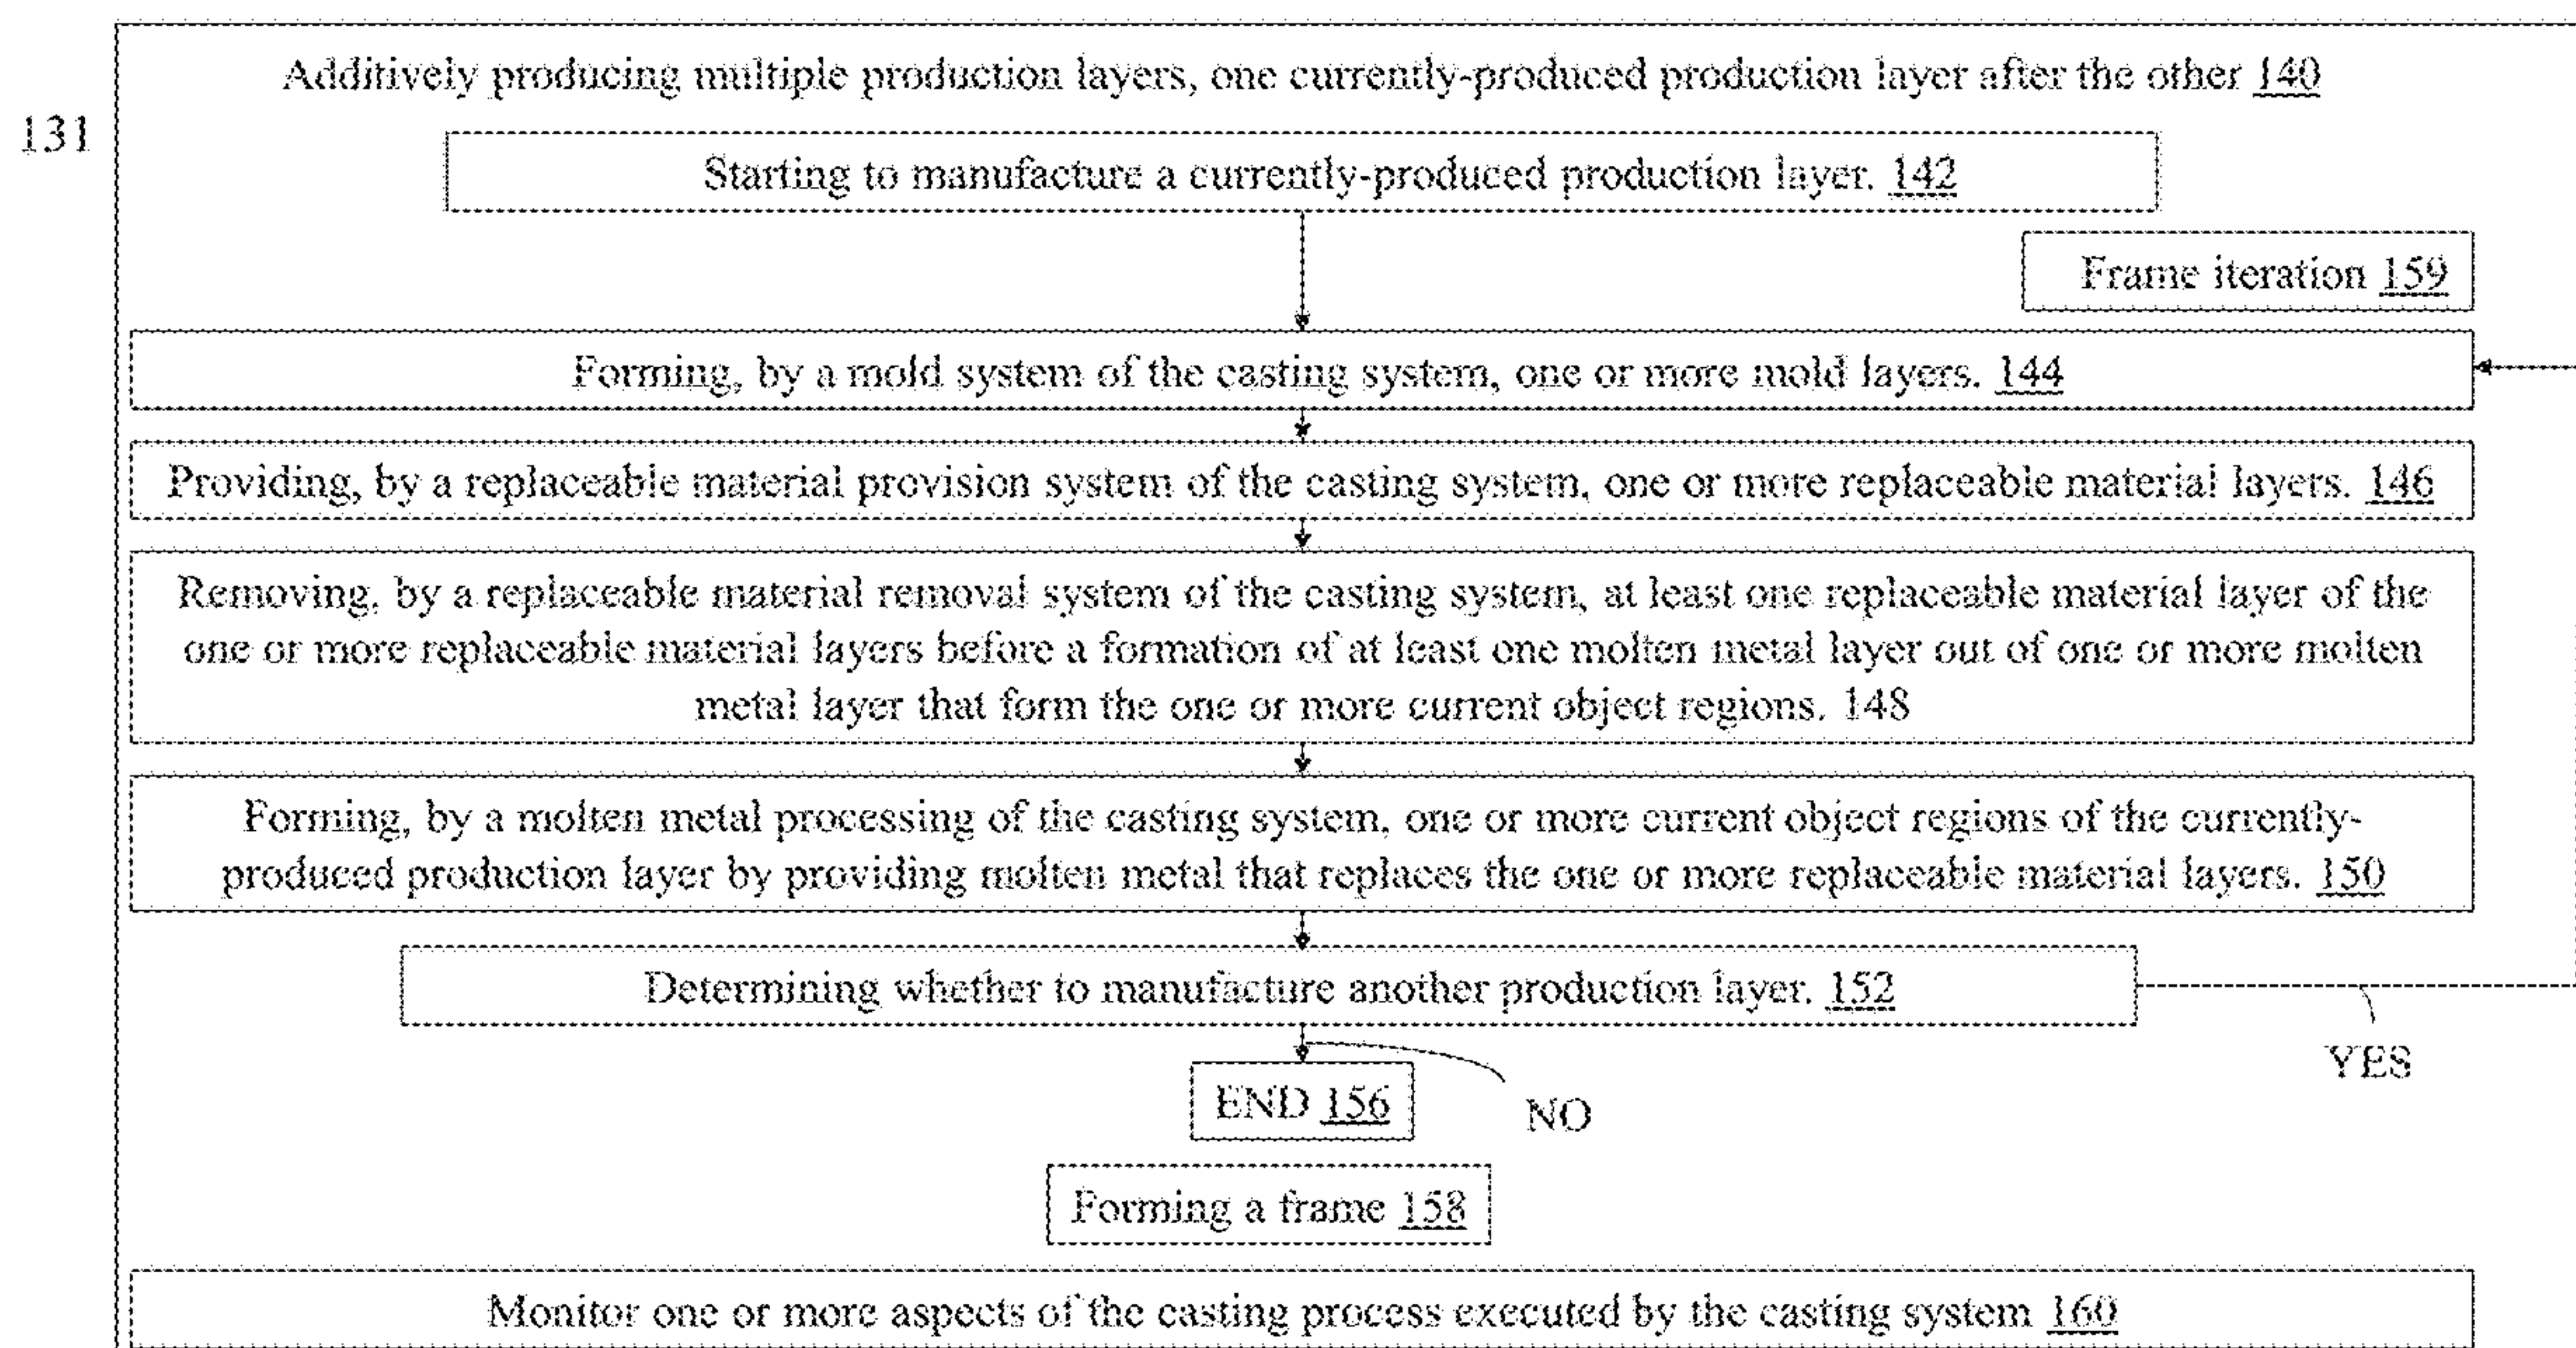 Additively producing multiple production layers, one currently-produced production layer after the other 140
131
Starting to manufacture a currently-produced production layer. 142
Frame iteration 159
Forming, by a mold system of the casting system, one or more mold layers. 144
Providing, by a replaceable material provision system of the casting system, one or more replaceable material layers. 146
Removing, by a replaceable material removal system of the casting system, at least one replaceable material layer of the
one or more replaceable material layers before a formation of at least one molten metal layer out of one or more molten
metal layer that form the one or more current object regions. 148
Forming, by a molten metal processing of the casting system, one or more current object regions of the currently-
produced production layer by providing molten metal that replaces the one or more replaceable material layers. 150
Determining whether to manufacture another production layer. 152
YES
END 156
NO
Forming a frame 158
Monitor one or more aspects of the casting process executed by the casting system 160